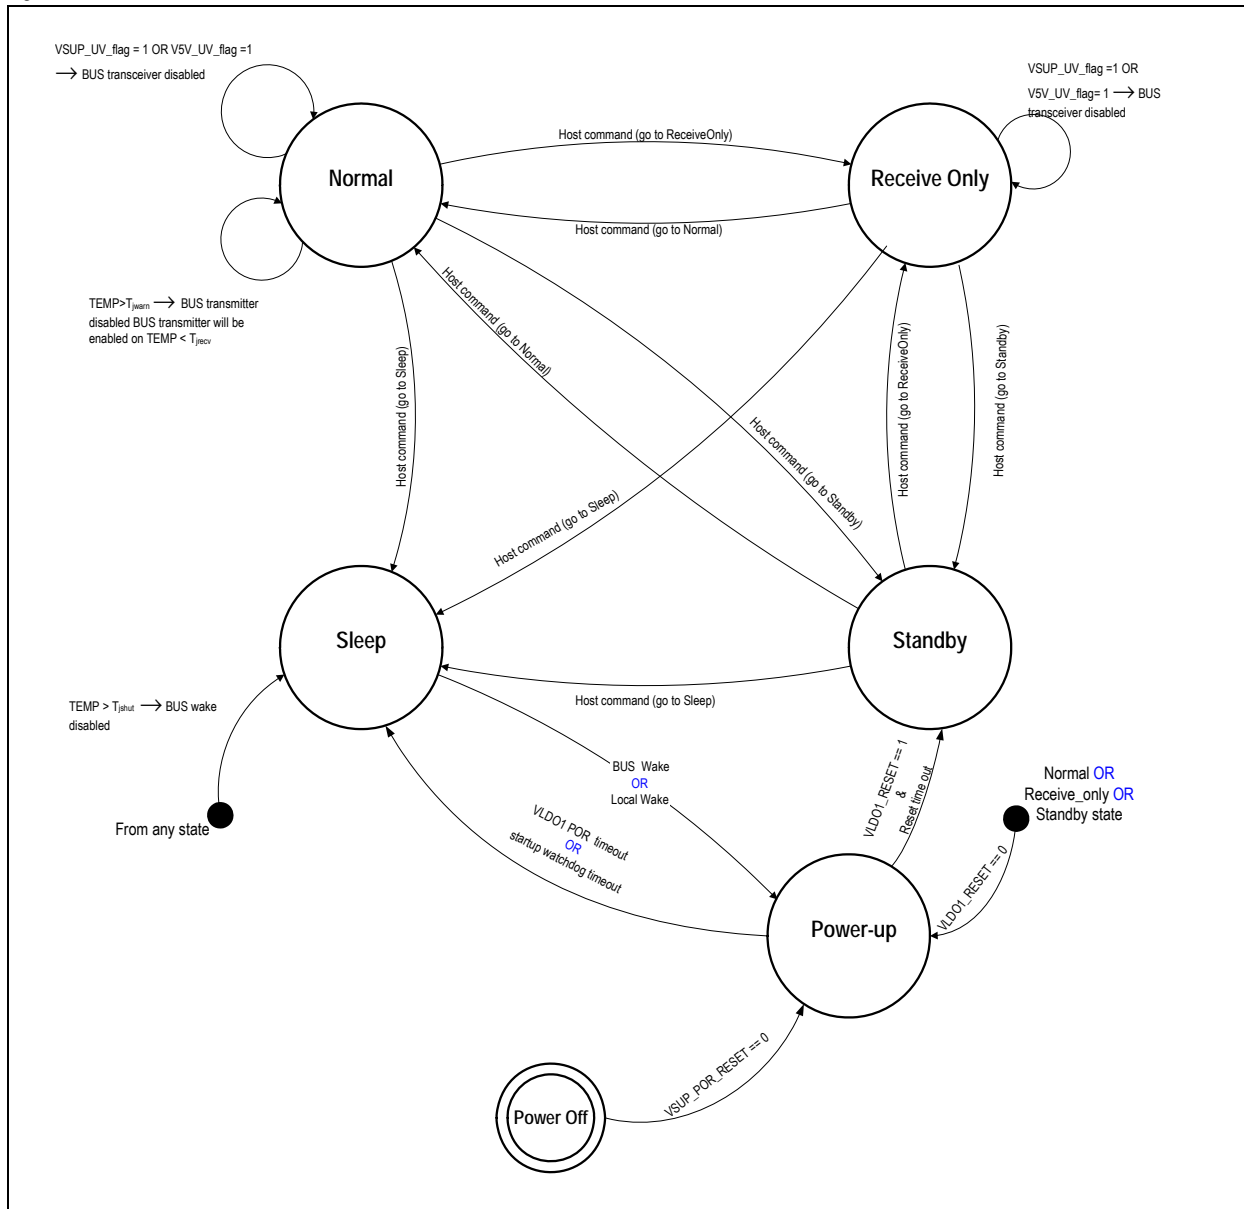 VSUP_UV_flag = 1 OR V5V_UV_flag =1
→ BUS transceiver disabled
VSUP_UV_flag =1 OR
V5V_UV_flag= 1 → BUS
transceiver disabled
Host command (go to ReceiveOnly)
Normal
Receive Only
Host command (go to Normal)
TEMP>Tjwarn → BUS transmitter
disabled BUS transmitter will be
enabled on TEMP < Tjrecv
Host command (go to Sleep)
Host command (go to Normal)
Host command (go to Standby)
Host command (go to Sleep)
Host command (go to ReceiveOnly)
Host command (go to Standby)
Sleep
Standby
Host command (go to Sleep)
TEMP > Tjshut → BUS wake
disabled
From any state
BUS Wake
OR
Local Wake
VLDO1 POR timeout
OR
startup watchdog timeout
VLDO1_RESET == 1
&
Reset time out
Normal OR
Receive_only OR
Standby state
VLDO1_RESET == 0
Power-up
VSUP_POR_RESET == 0
Power Off